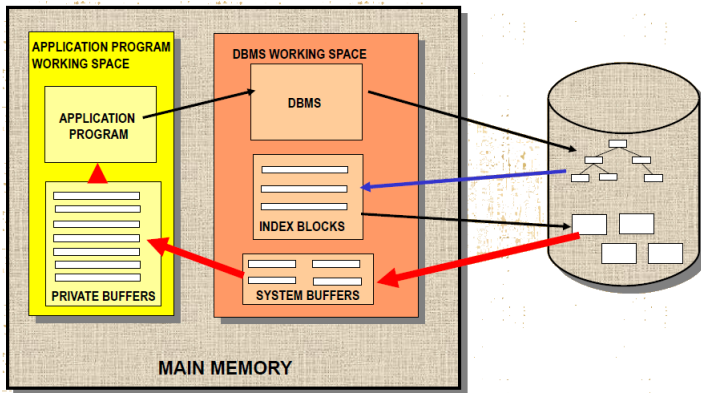 APPLICATION PROGRAM
WORKING SPACE
APPLICATION
PROGRAM
PRIVATE BUFFERS
DBMS WORKING SPACE
DBMS
INDEX BLOCKS
SYSTEM BUFFERS
MAIN MEMORY